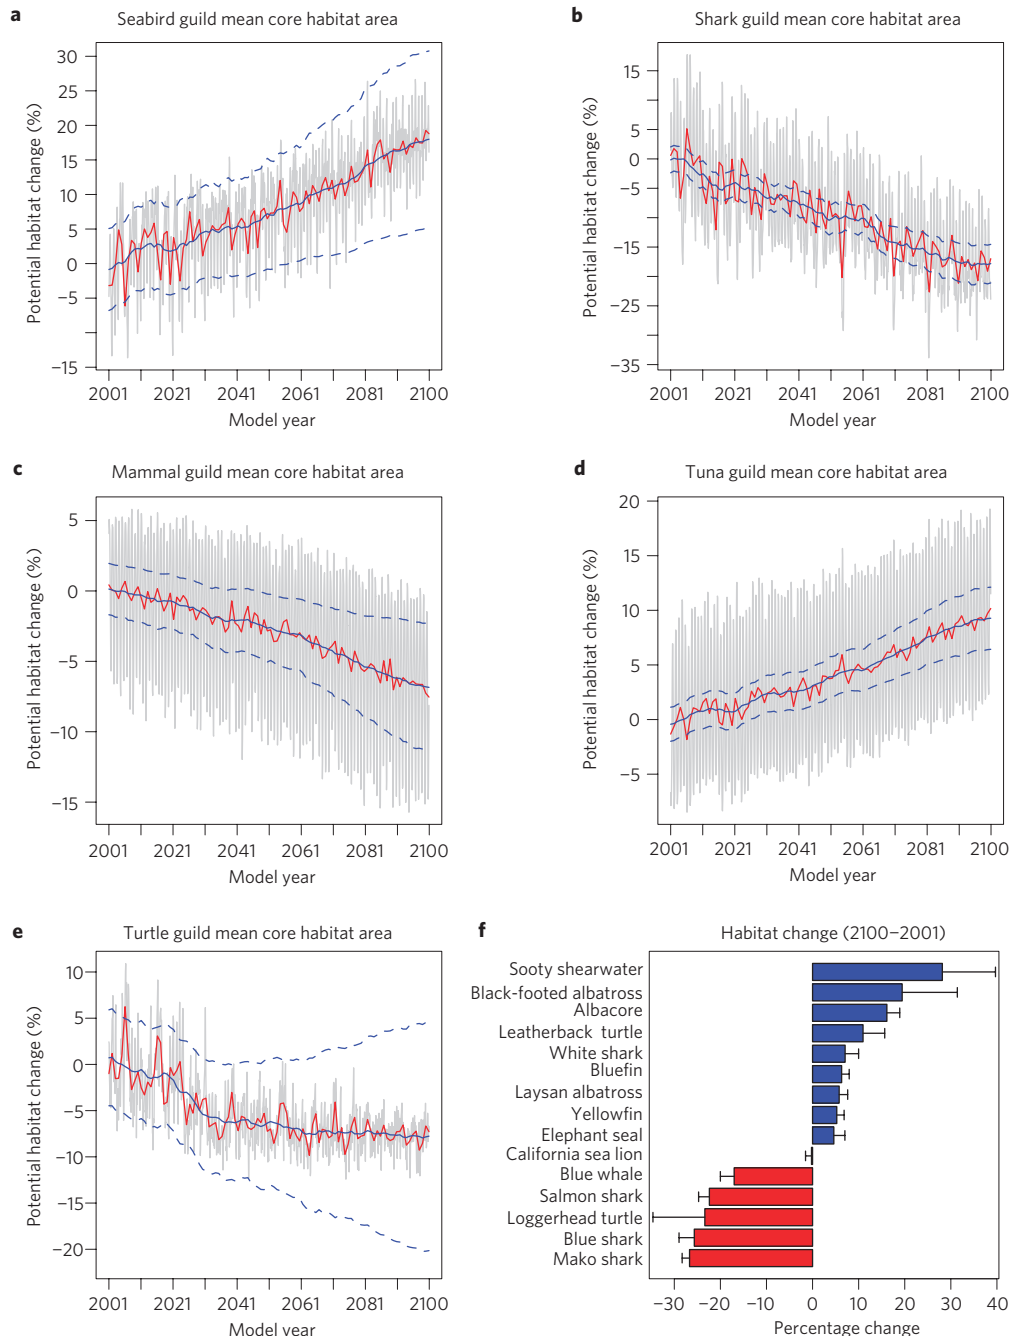 a Seabird guild mean core habitat area
Potential habitat change (%)
30
25
20
15
10
5
0
−5
−15
2001 2021 2041 2061 2081 2100
Model year
b Shark guild mean core habitat area
Potential habitat change (%)
15
5
0
−5
−15
−25
−35
2001 2021 2041 2061 2081 2100
Model year
c Mammal guild mean core habitat area
Potential habitat change (%)
5
0
−5
−10
−15
2001 2021 2041 2061 2081 2100
Model year
d Tuna guild mean core habitat area
Potential habitat change (%)
20
15
10
5
0
−5
2001 2021 2041 2061 2081 2100
Model year
e Turtle guild mean core habitat area
Potential habitat change (%)
10
5
0
−5
−10
−15
−20
2001 2021 2041 2061 2081 2100
Model year
f Habitat change (2100−2001)
Sooty shearwater
Black-footed albatross
Albacore
Leatherback turtle
White shark
Bluefin
Laysan albatross
Yellowfin
Elephant seal
California sea lion
Blue whale
Salmon shark
Loggerhead turtle
Blue shark
Mako shark
−30 −20 −10 0 10 20 30 40
Percentage change